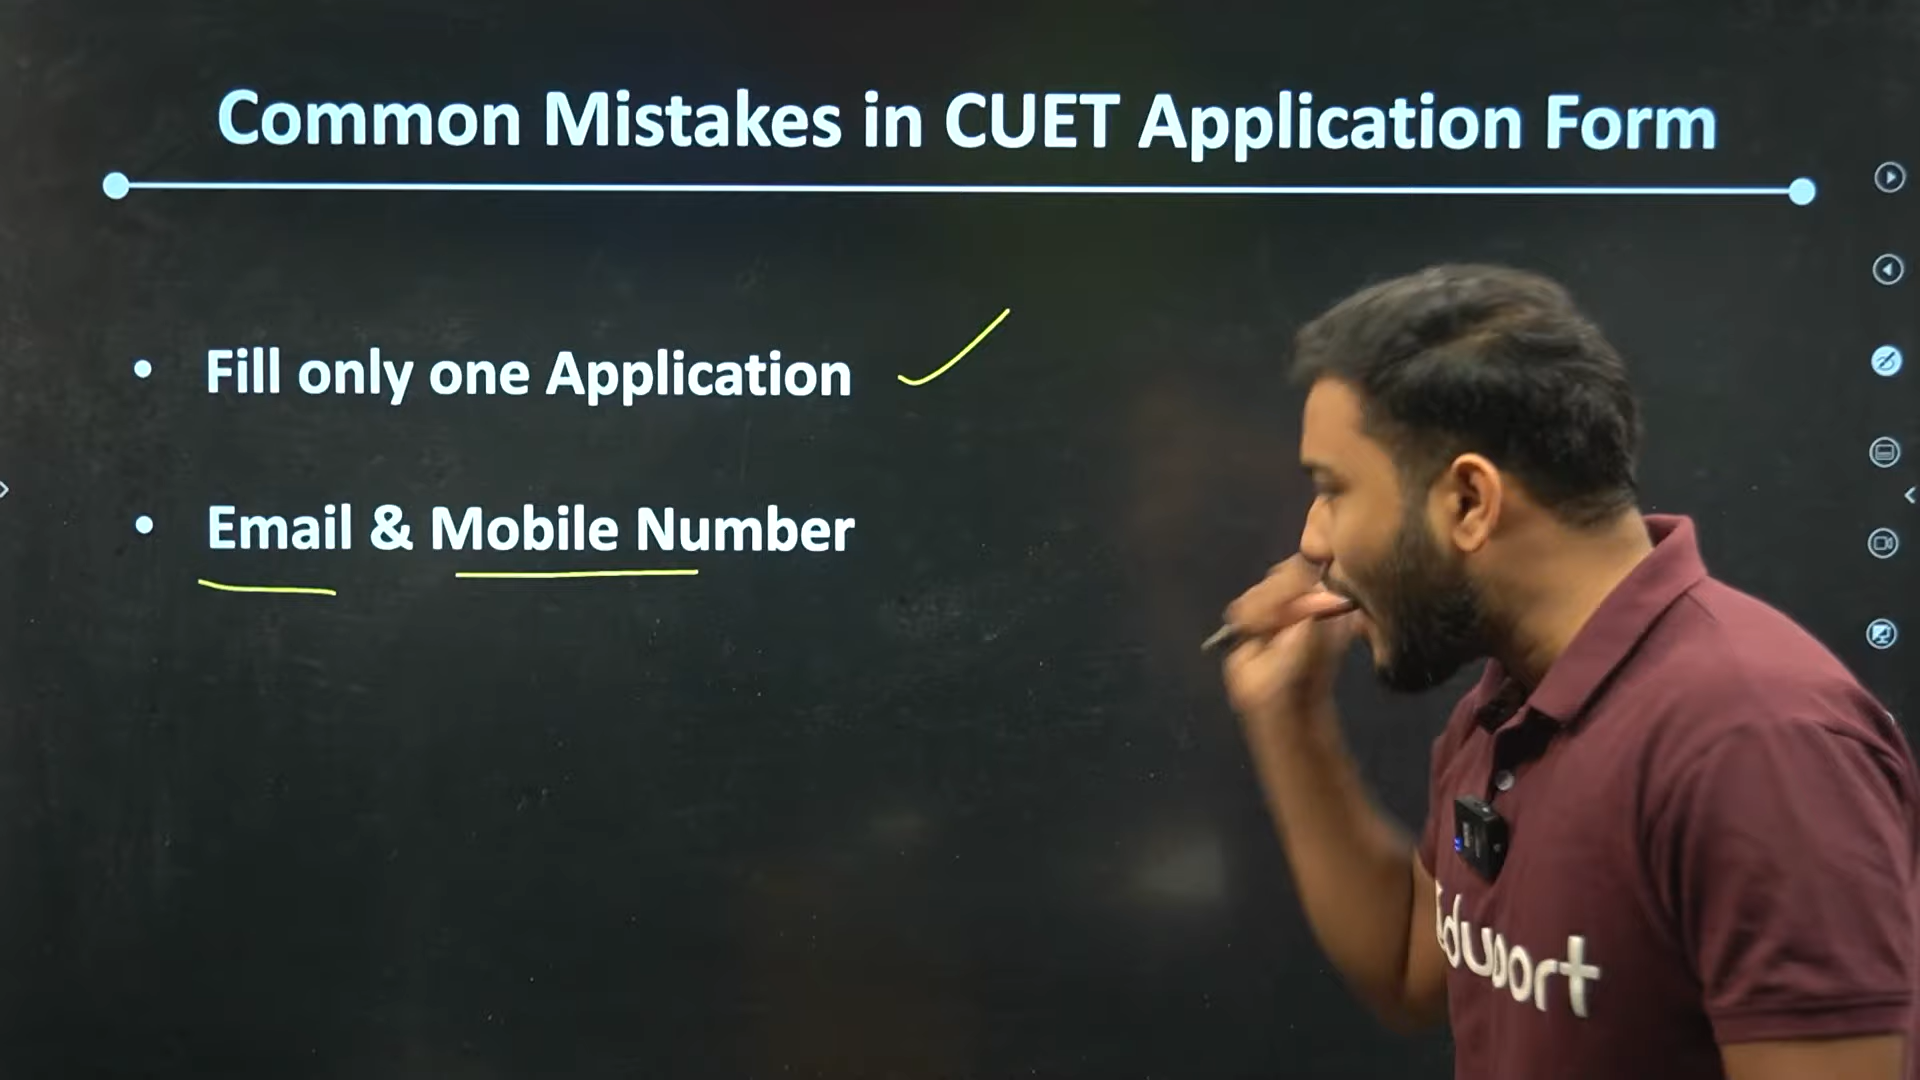 Common Mistakes in CUET Application Form
• Fill only one Application
• Email & Mobile Number
Eduport